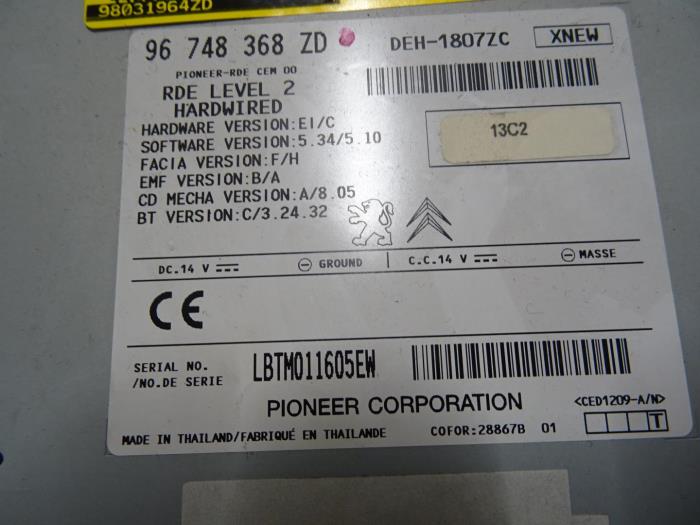 98031964ZD
96 748 368 ZD DEH-1807ZC XNEW
PIONEER-RDE CEM 00
RDE LEVEL 2
HARDWIRED
HARDWARE VERSION:EI/C
SOFTWARE VERSION:5.34/5.10
FACIA VERSION:F/H
EMF VERSION:B/A
CD MECHA VERSION:A/8.05
BT VERSION:C/3.24.32
13C2
DC.14 V GROUND C.C.14 V MASSE
CE
SERIAL NO.
/NO.DE SERIE
LBTM011605EW
PIONEER CORPORATION
<CED1209-A/N>
MADE IN THAILAND/FABRIQUÉ EN THAILANDE COFOR:28867B 01 T